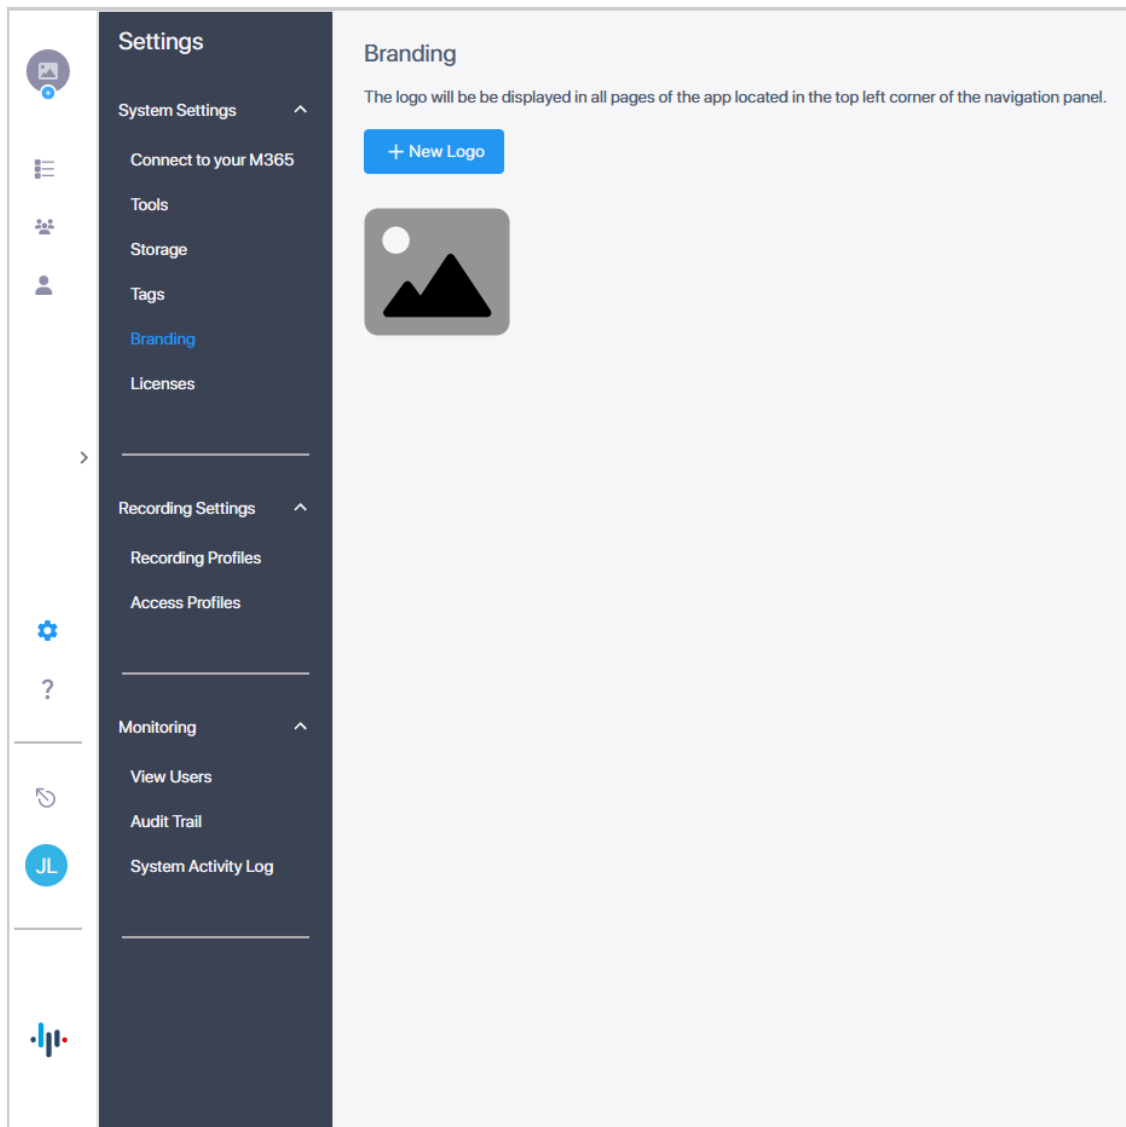 Settings
System Settings
Connect to your M365
Tools
Storage
Tags
Branding
Licenses
Recording Settings
Recording Profiles
Access Profiles
Monitoring
View Users
Audit Trail
System Activity Log
?
JL
Branding
The logo will be be displayed in all pages of the app located in the top left corner of the navigation panel.
+ New Logo